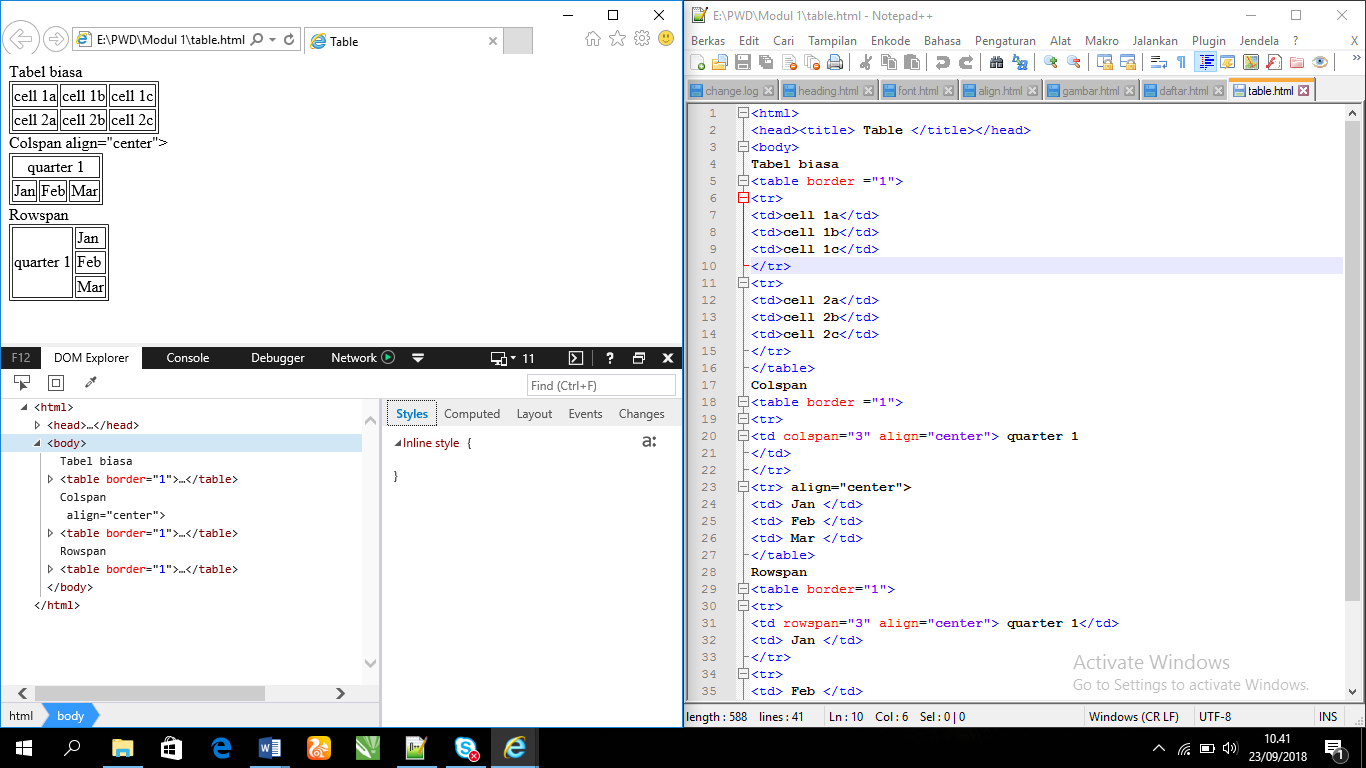 E:\PWD\Modul 1\table.html
Table
Tabel biasa
cell 1a cell 1b cell 1c
cell 2a cell 2b cell 2c
Colspan align="center">
quarter 1
Jan Feb Mar
Rowspan
quarter 1 Jan
Feb
Mar
F12 DOM Explorer Console Debugger Network 11 ?
Find (Ctrl+F)
<html>
<head>…</head>
<body>
Tabel biasa
<table border="1">…</table>
Colspan
align="center">
<table border="1">…</table>
Rowspan
<table border="1">…</table>
</body>
</html>
html body
Styles Computed Layout Events Changes
Inline style {
a:
}
E:\PWD\Modul 1\table.html - Notepad++
Berkas Edit Cari Tampilan Enkode Bahasa Pengaturan Alat Makro Jalankan Plugin Jendela ? X
change.log heading.html font.html align.html gambar.html daftar.html table.html
1 <html>
2 <head><title> Table </title></head>
3 <body>
4 Tabel biasa
5 <table border ="1">
6 <tr>
7 <td>cell 1a</td>
8 <td>cell 1b</td>
9 <td>cell 1c</td>
10 </tr>
11 <tr>
12 <td>cell 2a</td>
13 <td>cell 2b</td>
14 <td>cell 2c</td>
15 </tr>
16 </table>
17 Colspan
18 <table border ="1">
19 <tr>
20 <td colspan="3" align="center"> quarter 1
21 </td>
22 </tr>
23 <tr> align="center">
24 <td> Jan </td>
25 <td> Feb </td>
26 <td> Mar </td>
27 </table>
28 Rowspan
29 <table border="1">
30 <tr>
31 <td rowspan="3" align="center"> quarter 1</td>
32 <td> Jan </td>
33 </tr>
34 <tr>
35 <td> Feb </td>
Activate Windows
Go to Settings to activate Windows.
length : 588 lines : 41 Ln : 10 Col : 6 Sel : 0 | 0 Windows (CR LF) UTF-8 INS
10.41
23/09/2018
1